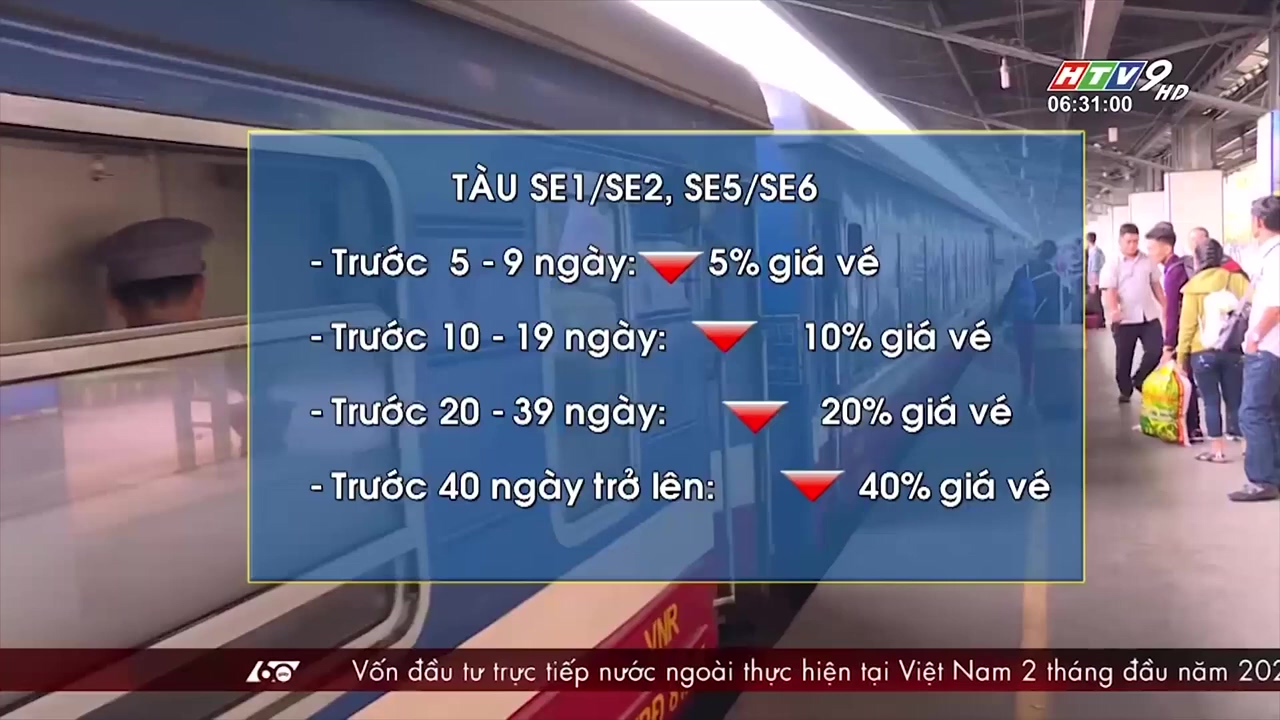 HTV9 HD
06:31:00
TÀU SE1/SE2, SE5/SE6
- Trước 5 - 9 ngày: 5% giá vé
- Trước 10 - 19 ngày: 10% giá vé
- Trước 20 - 39 ngày: 20% giá vé
- Trước 40 ngày trở lên: 40% giá vé
VNR
Vốn đầu tư trực tiếp nước ngoài thực hiện tại Việt Nam 2 tháng đầu năm